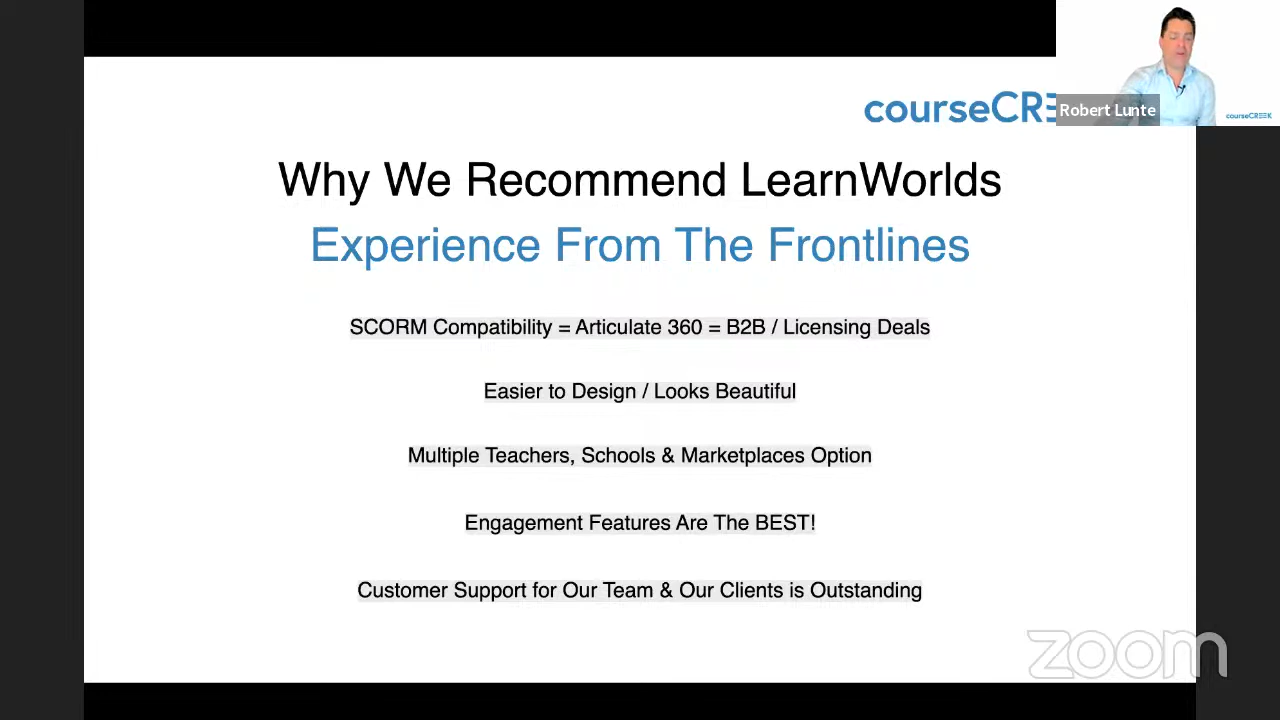 courseCRE
Robert Lunte
courseCREEK
Why We Recommend LearnWorlds
Experience From The Frontlines
SCORM Compatibility = Articulate 360 = B2B / Licensing Deals
Easier to Design / Looks Beautiful
Multiple Teachers, Schools & Marketplaces Option
Engagement Features Are The BEST!
Customer Support for Our Team & Our Clients is Outstanding
zoom